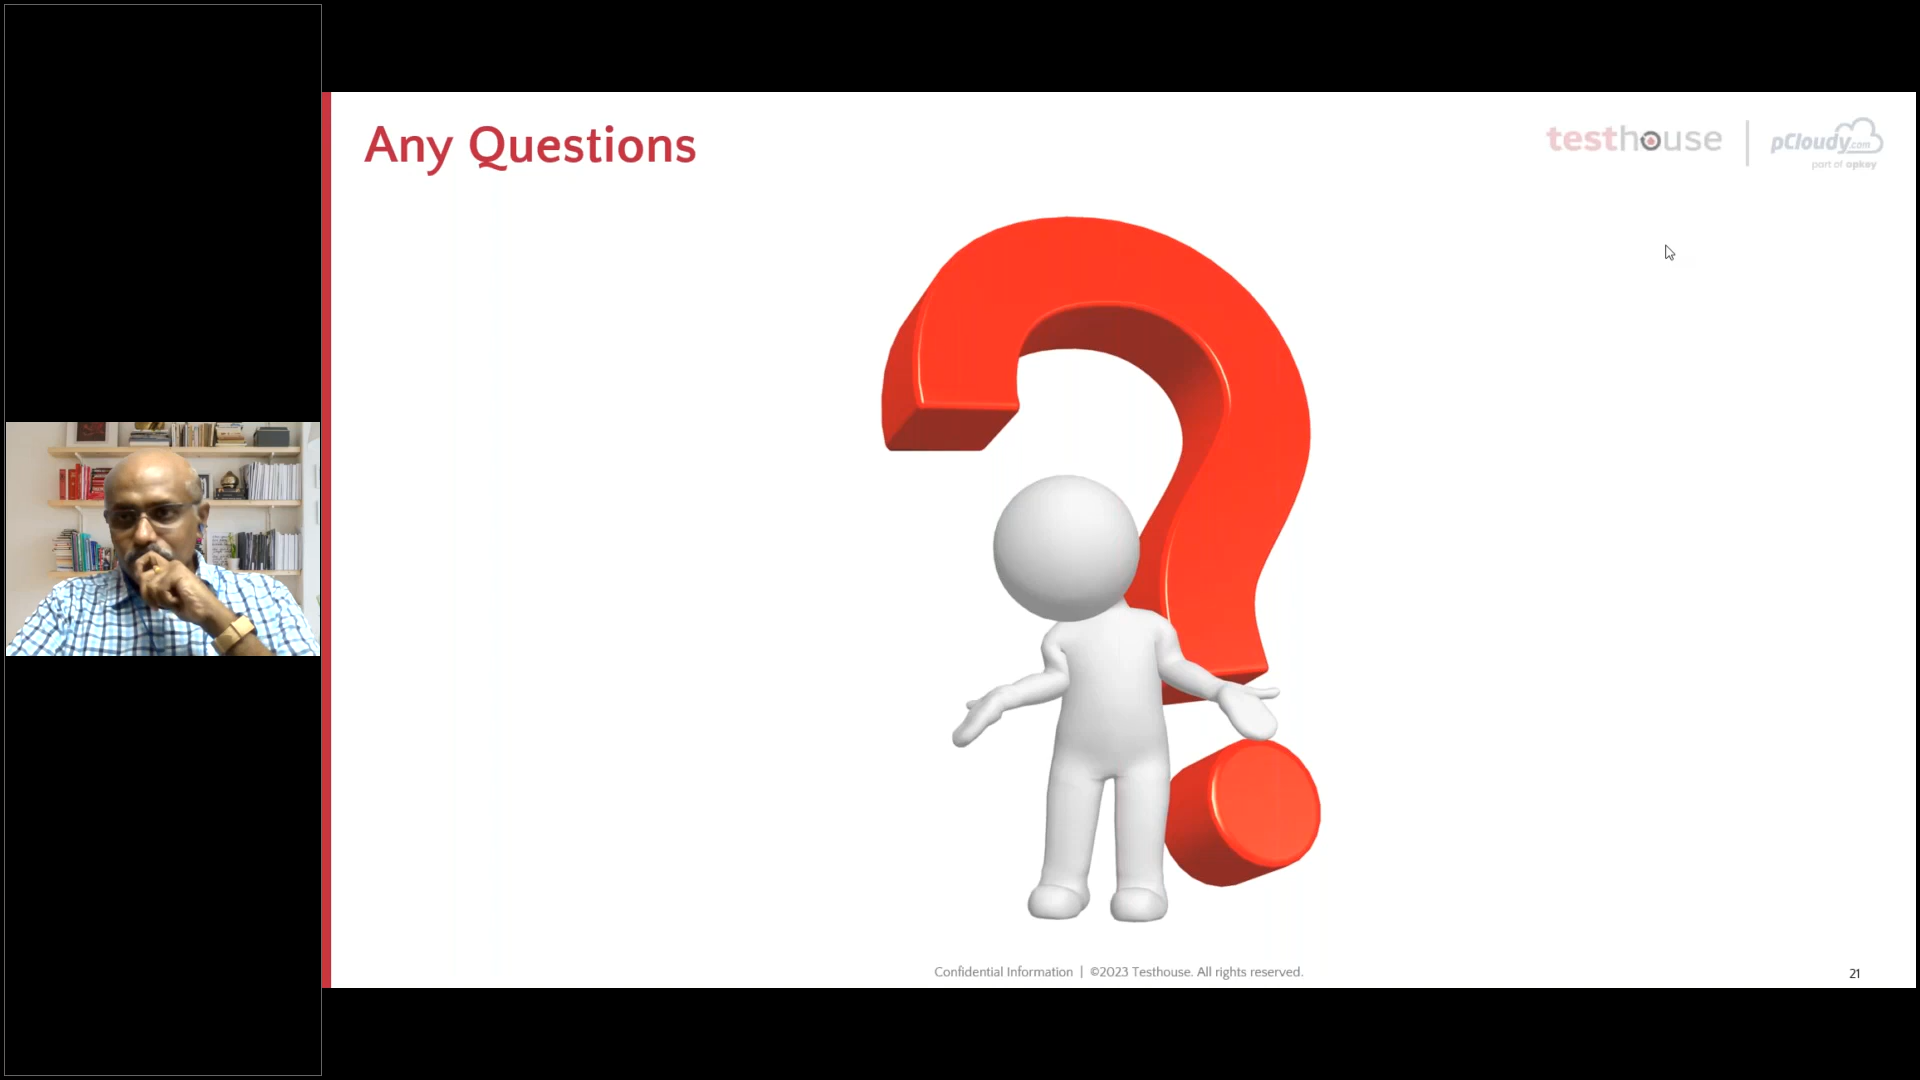 Any Questions
testhouse
pCloudy.com
part of opkey
Confidential Information | ©2023 Testhouse. All rights reserved.
21